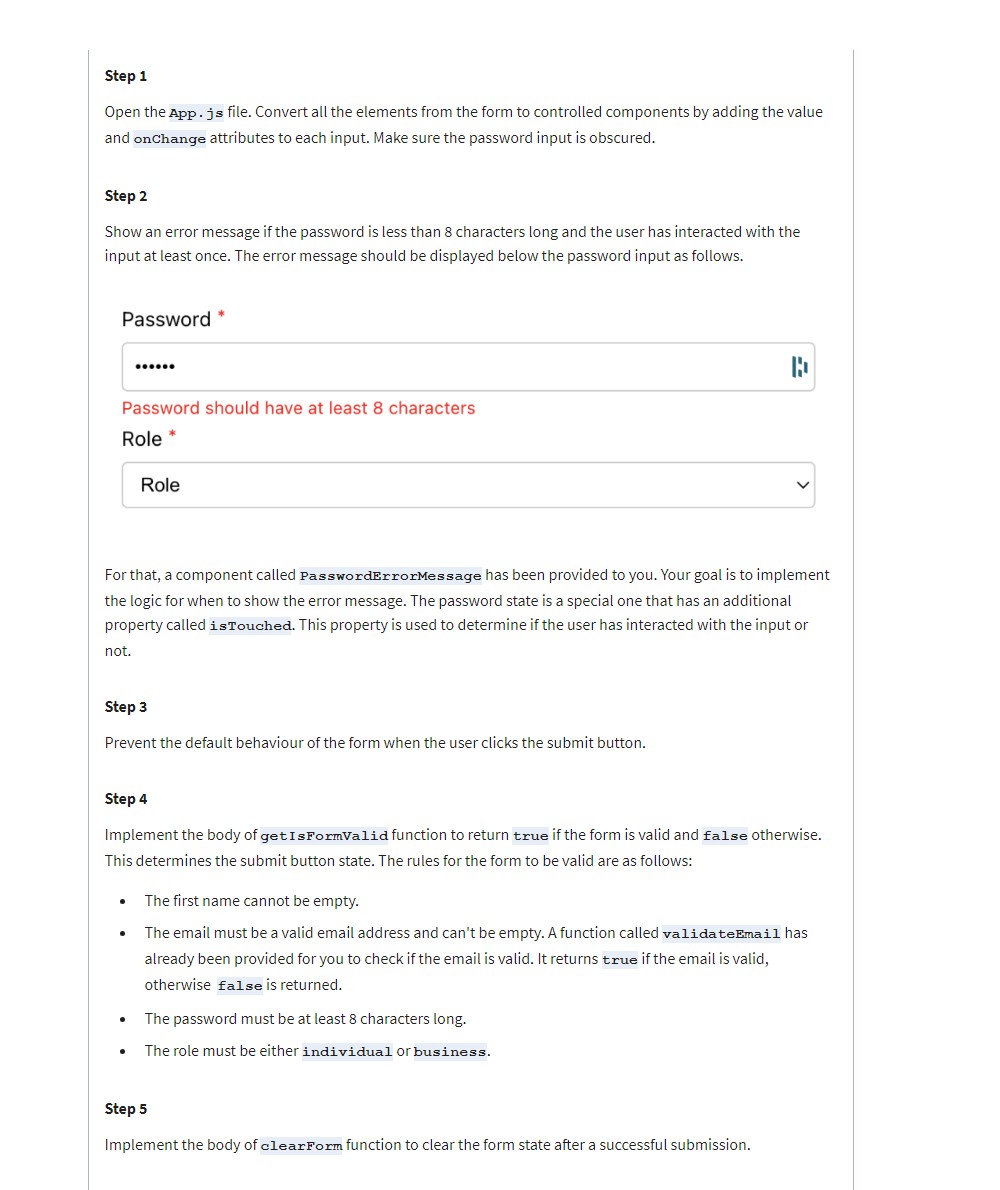 Step 1
Open the App.js file. Convert all the elements from the form to controlled components by adding the value
and onChange attributes to each input. Make sure the password input is obscured.
Step 2
Show an error message if the password is less than 8 characters long and the user has interacted with the
input at least once. The error message should be displayed below the password input as follows.
Password *
••••••
Password should have at least 8 characters
Role *
Role
For that, a component called PasswordErrorMessage has been provided to you. Your goal is to implement
the logic for when to show the error message. The password state is a special one that has an additional
property called isTouched. This property is used to determine if the user has interacted with the input or
not.
Step 3
Prevent the default behaviour of the form when the user clicks the submit button.
Step 4
Implement the body of getIsFormValid function to return true if the form is valid and false otherwise.
This determines the submit button state. The rules for the form to be valid are as follows:
• The first name cannot be empty.
• The email must be a valid email address and can't be empty. A function called validateEmail has
already been provided for you to check if the email is valid. It returns true if the email is valid,
otherwise false is returned.
• The password must be at least 8 characters long.
• The role must be either individual or business.
Step 5
Implement the body of clearForm function to clear the form state after a successful submission.